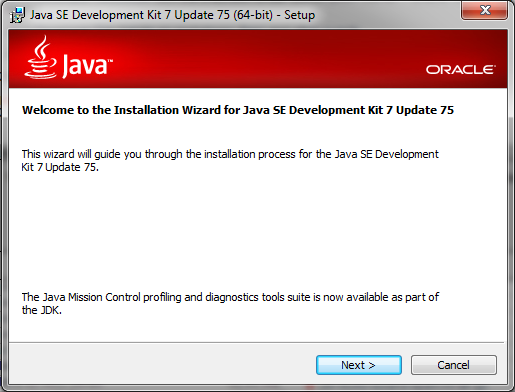 Java SE Development Kit 7 Update 75 (64-bit) - Setup
Java™
ORACLE®
Welcome to the Installation Wizard for Java SE Development Kit 7 Update 75
This wizard will guide you through the installation process for the Java SE Development
Kit 7 Update 75.
The Java Mission Control profiling and diagnostics tools suite is now available as part of
the JDK.
Next >
Cancel